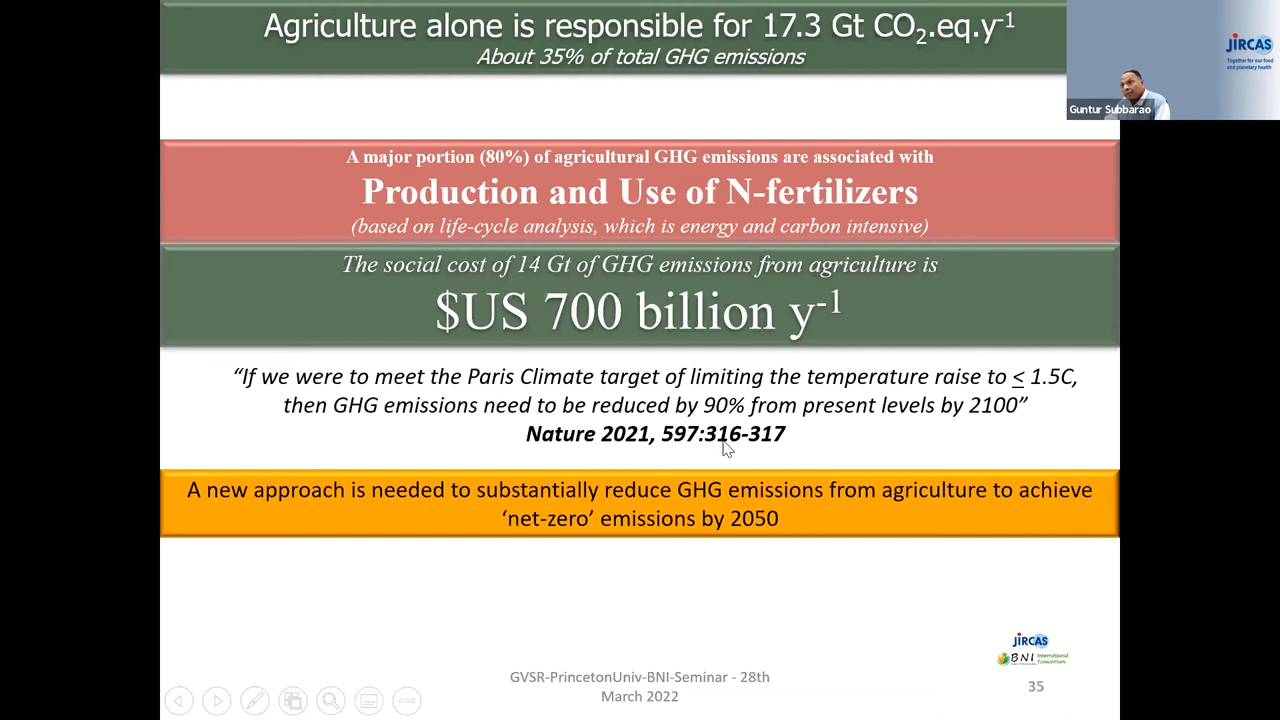 Agriculture alone is responsible for 17.3 Gt CO₂.eq.y⁻¹
About 35% of total GHG emissions
JIRCAS
Together for our food
and planetary health
Guntur Subbarao
A major portion (80%) of agricultural GHG emissions are associated with
Production and Use of N-fertilizers
(based on life-cycle analysis, which is energy and carbon intensive)
The social cost of 14 Gt of GHG emissions from agriculture is
$US 700 billion y⁻¹
“If we were to meet the Paris Climate target of limiting the temperature raise to < 1.5C,
then GHG emissions need to be reduced by 90% from present levels by 2100”
Nature 2021, 597:316-317
A new approach is needed to substantially reduce GHG emissions from agriculture to achieve
‘net-zero’ emissions by 2050
JIRCAS
BNI International
Consortium
GVSR-PrincetonUniv-BNI-Seminar - 28th
March 2022
35